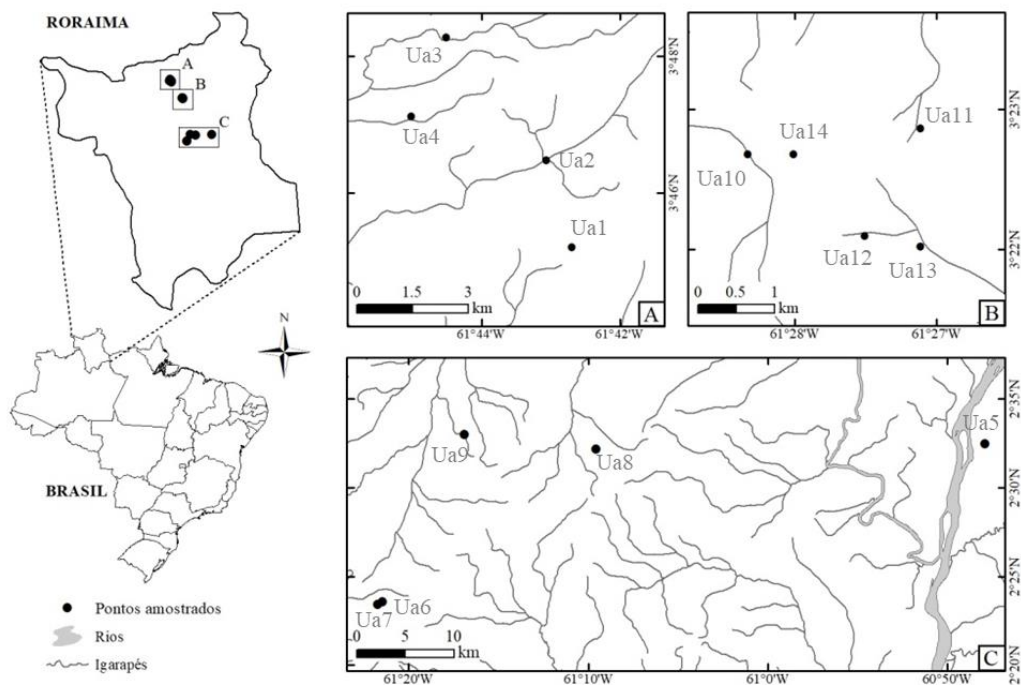 RORAIMA
A
B
C
N
BRASIL
Pontos amostrados
Rios
Igarapés
Ua3
Ua4
Ua2
Ua1
3°48'N
3°46'N
0 1.5 3
km
A
61°44'W 61°42'W
Ua11
Ua14
Ua10
Ua12
Ua13
3°23'N
3°22'N
0 0.5 1
km
B
61°28'W 61°27'W
Ua5
Ua9
Ua8
Ua6
Ua7
2°35'N
2°30'N
2°25'N
2°20'N
0 5 10
km
C
61°20'W 61°10'W 61°0'W 60°50'W